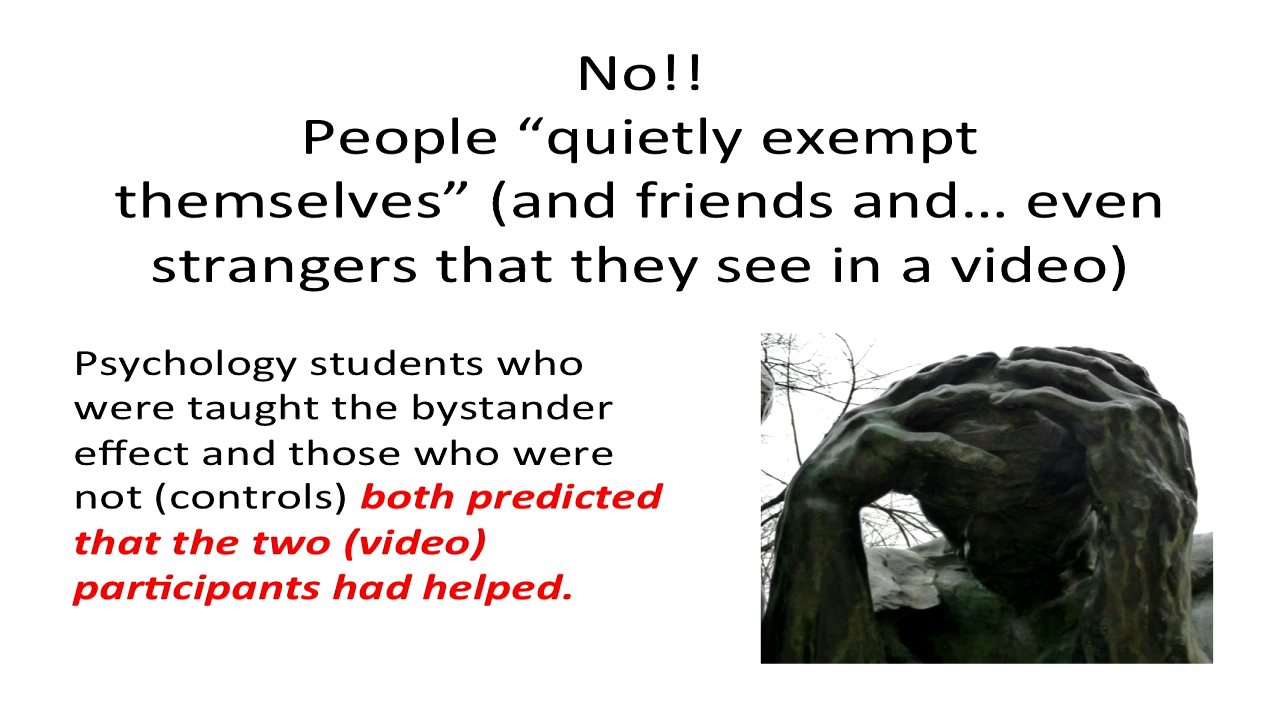 No!!
People “quietly exempt
themselves” (and friends and… even
strangers that they see in a video)
Psychology students who
were taught the bystander
effect and those who were
not (controls) both predicted
that the two (video)
participants had helped.